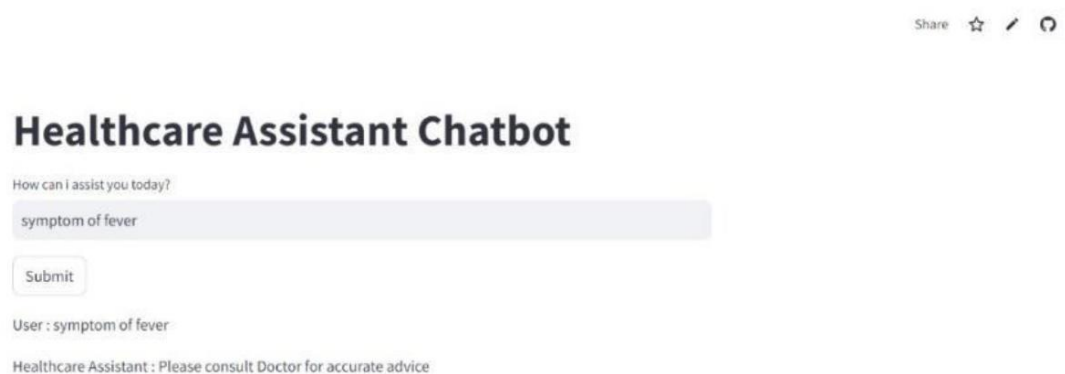 Share
Healthcare Assistant Chatbot
How can i assist you today?
symptom of fever
Submit
User : symptom of fever
Healthcare Assistant : Please consult Doctor for accurate advice